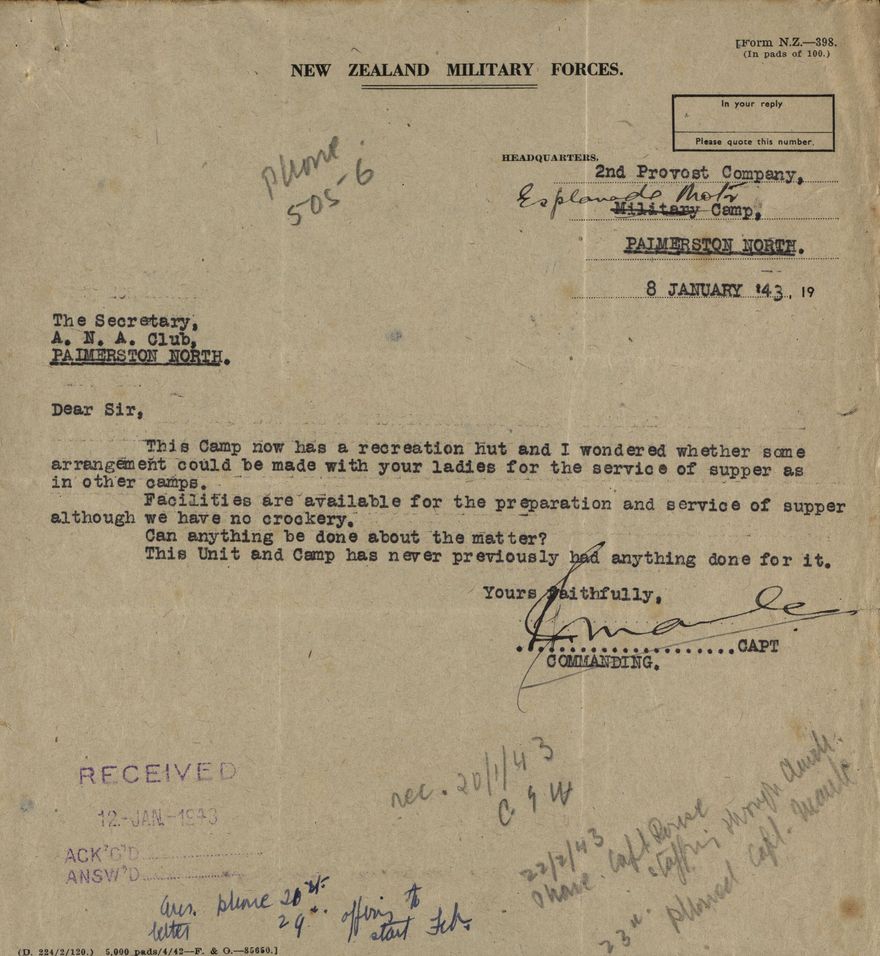 [Form N.Z.—398.
(In pads of 100.)
NEW ZEALAND MILITARY FORCES.
In your reply
Please quote this number.
HEADQUARTERS,
2nd Provost Company,
Esplanade
Military Camp,
PALMERSTON NORTH.
8 JANUARY '43, 19
phone.
505-6
The Secretary,
A. N. A. Club,
PALMERSTON NORTH.
Dear Sir,
This Camp now has a recreation hut and I wondered whether some
arrangement could be made with your ladies for the service of supper as
in other camps.
Facilities are available for the preparation and service of supper
although we have no crockery.
Can anything be done about the matter?
This Unit and Camp has never previously had anything done for it.
Yours faithfully,
CAPT
COMMANDING.
RECEIVED
12-JAN-1943
ACK'G'D
ANSW'D
rec. 20/1/43
Ans. phone 20th
letter 29th offering to
start Feb
22/2/43
Phone Capt
23rd phoned Capt.
(D. 224/2/120.) 5,000 pads/4/42—F. & G.—85650.]